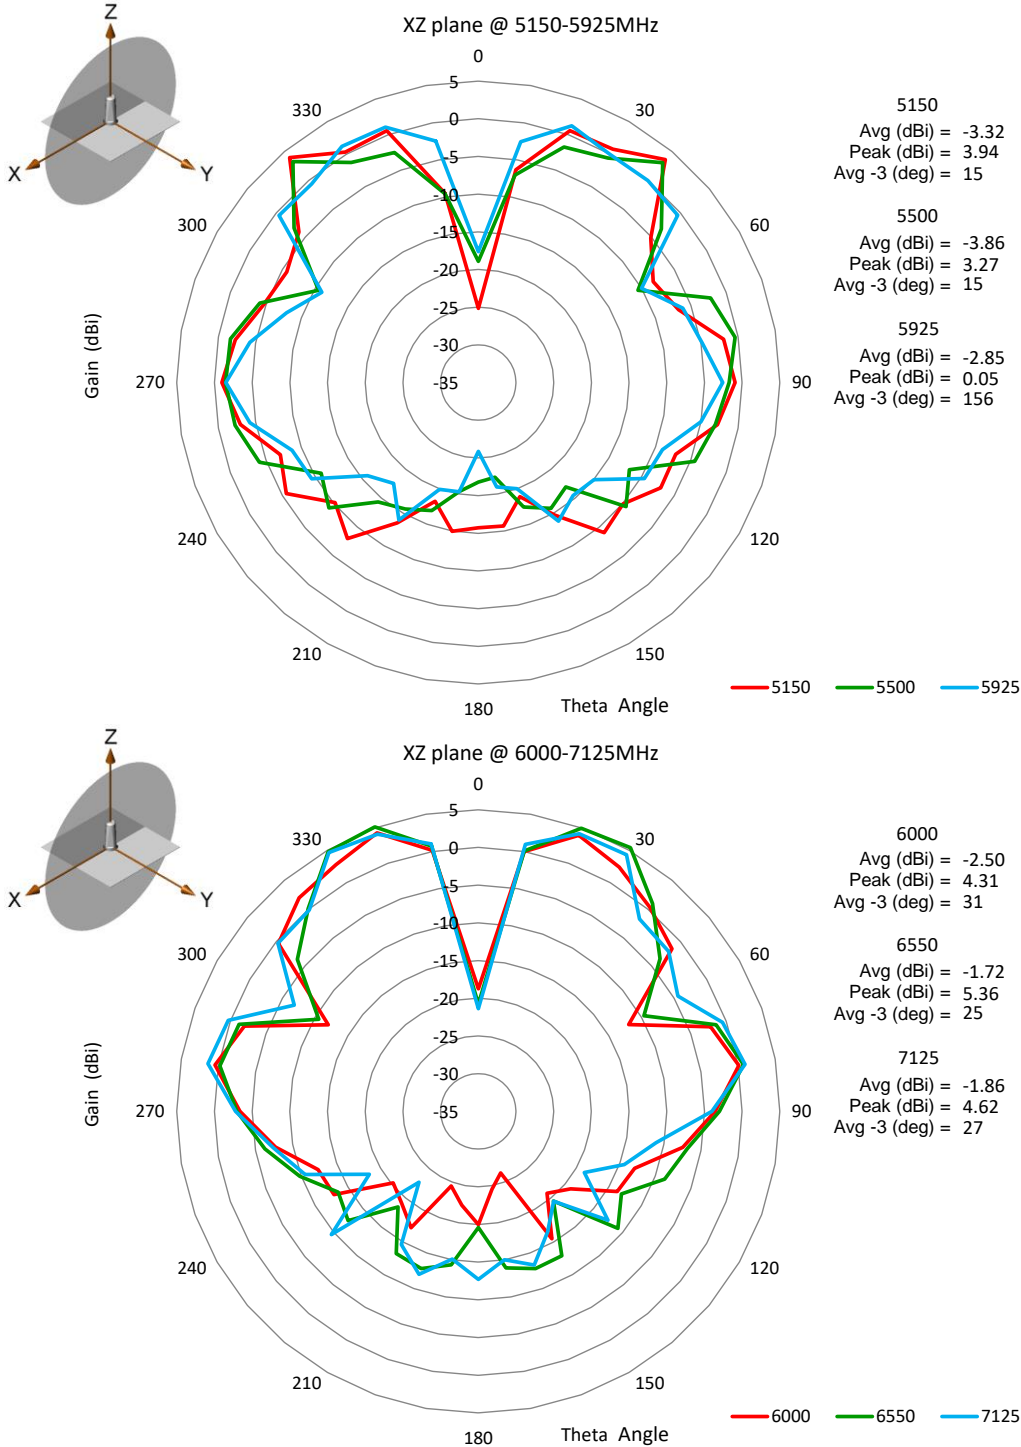 XZ plane @ 5150-5925MHz
Z
X
Y
0
30
60
90
120
150
180
210
240
270
300
330
5
0
-5
-10
-15
-20
-25
-30
-35
Gain (dBi)
Theta Angle
5150
Avg (dBi) = -3.32
Peak (dBi) = 3.94
Avg -3 (deg) = 15
5500
Avg (dBi) = -3.86
Peak (dBi) = 3.27
Avg -3 (deg) = 15
5925
Avg (dBi) = -2.85
Peak (dBi) = 0.05
Avg -3 (deg) = 156
5150 5500 5925
XZ plane @ 6000-7125MHz
Z
X
Y
0
30
60
90
120
150
180
210
240
270
300
330
5
0
-5
-10
-15
-20
-25
-30
-35
Gain (dBi)
Theta Angle
6000
Avg (dBi) = -2.50
Peak (dBi) = 4.31
Avg -3 (deg) = 31
6550
Avg (dBi) = -1.72
Peak (dBi) = 5.36
Avg -3 (deg) = 25
7125
Avg (dBi) = -1.86
Peak (dBi) = 4.62
Avg -3 (deg) = 27
6000 6550 7125